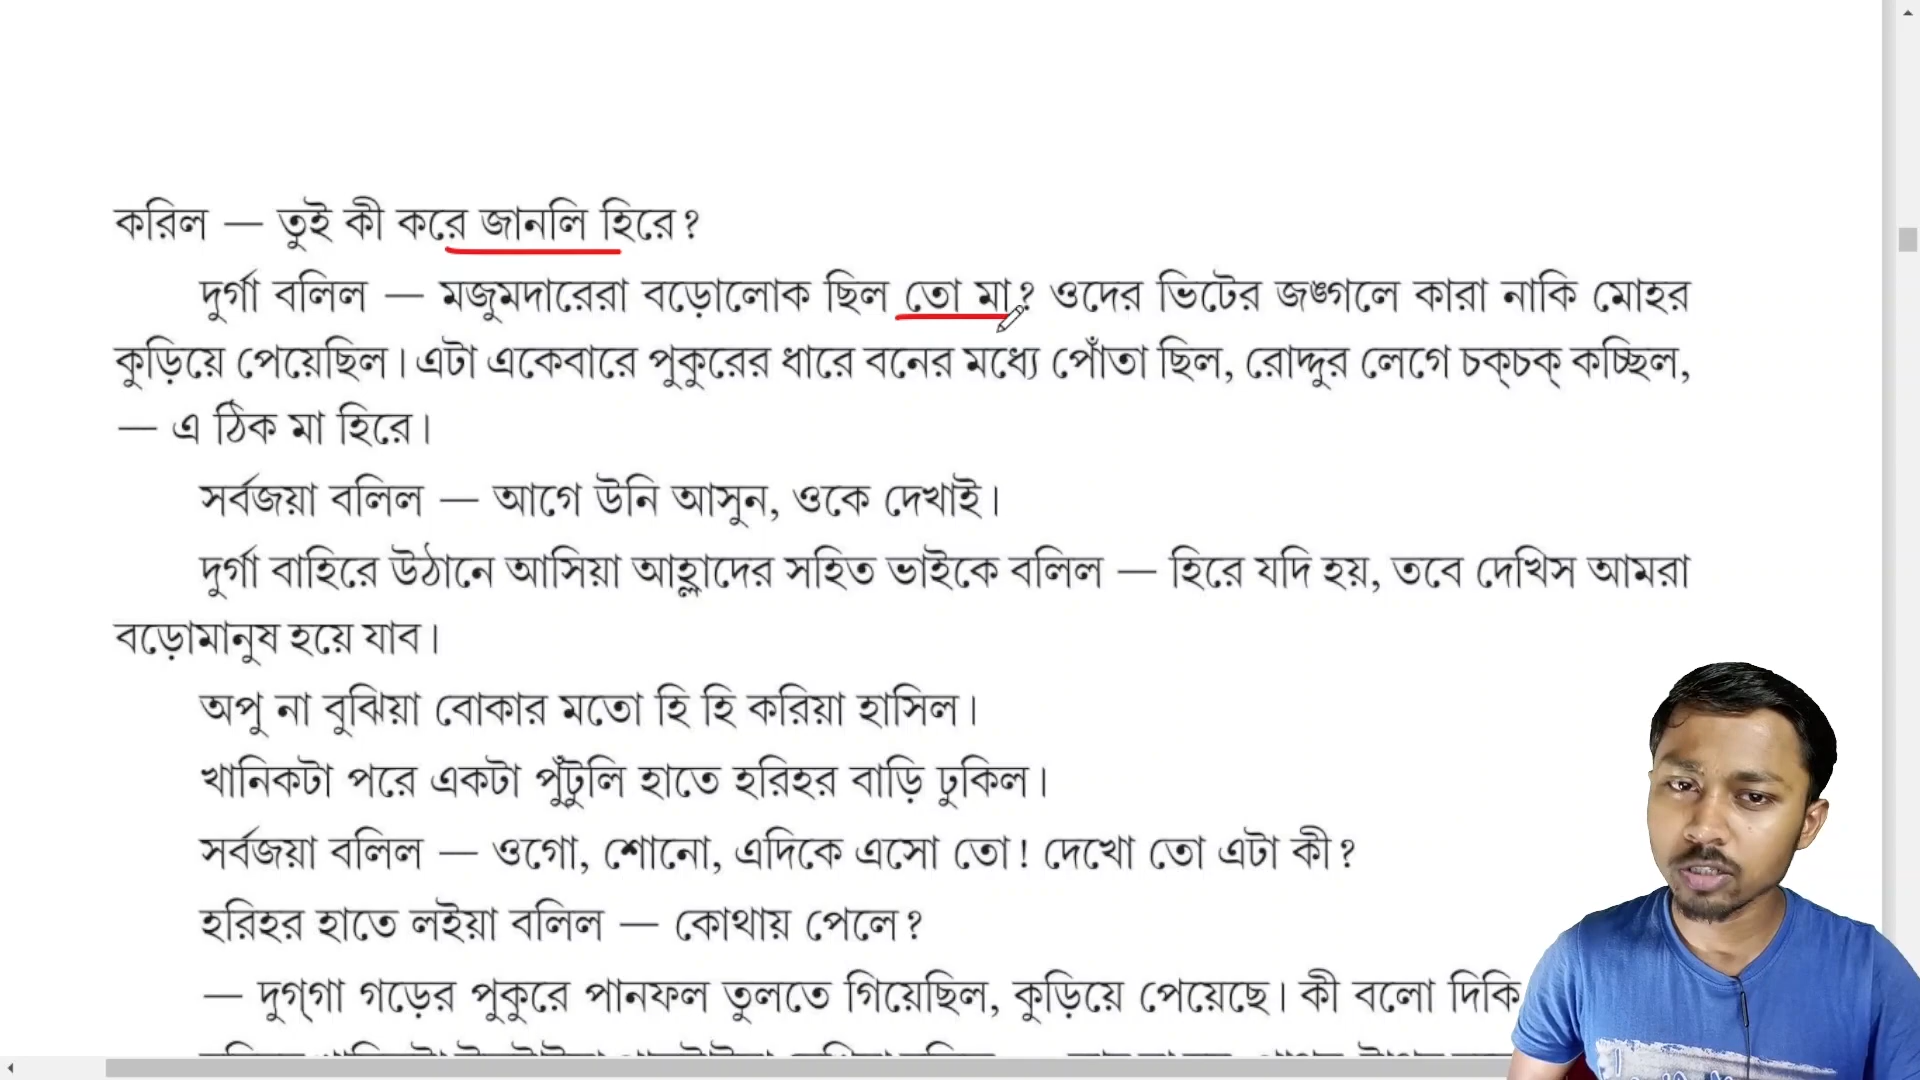 করিল — তুই কী করে জানলি হিরে?
দুর্গা বলিল — মজুমদারেরা বড়োলোক ছিল তো মা? ওদের ভিটের জঙ্গলে কারা নাকি মোহর
কুড়িয়ে পেয়েছিল। এটা একেবারে পুকুরের ধারে বনের মধ্যে পোঁতা ছিল, রোদ্দুর লেগে চক্‌চক্ কচ্ছিল,
— এ ঠিক মা হিরে।
সর্বজয়া বলিল — আগে উনি আসুন, ওকে দেখাই।
দুর্গা বাহিরে উঠানে আসিয়া আহ্লাদের সহিত ভাইকে বলিল — হিরে যদি হয়, তবে দেখিস আমরা
বড়োমানুষ হয়ে যাব।
অপু না বুঝিয়া বোকার মতো হি হি করিয়া হাসিল।
খানিকটা পরে একটা পুঁটুলি হাতে হরিহর বাড়ি ঢুকিল।
সর্বজয়া বলিল — ওগো, শোনো, এদিকে এসো তো! দেখো তো এটা কী?
হরিহর হাতে লইয়া বলিল — কোথায় পেলে?
— দুগ্‌গা গড়ের পুকুরে পানফল তুলতে গিয়েছিল, কুড়িয়ে পেয়েছে। কী বলো দিকি